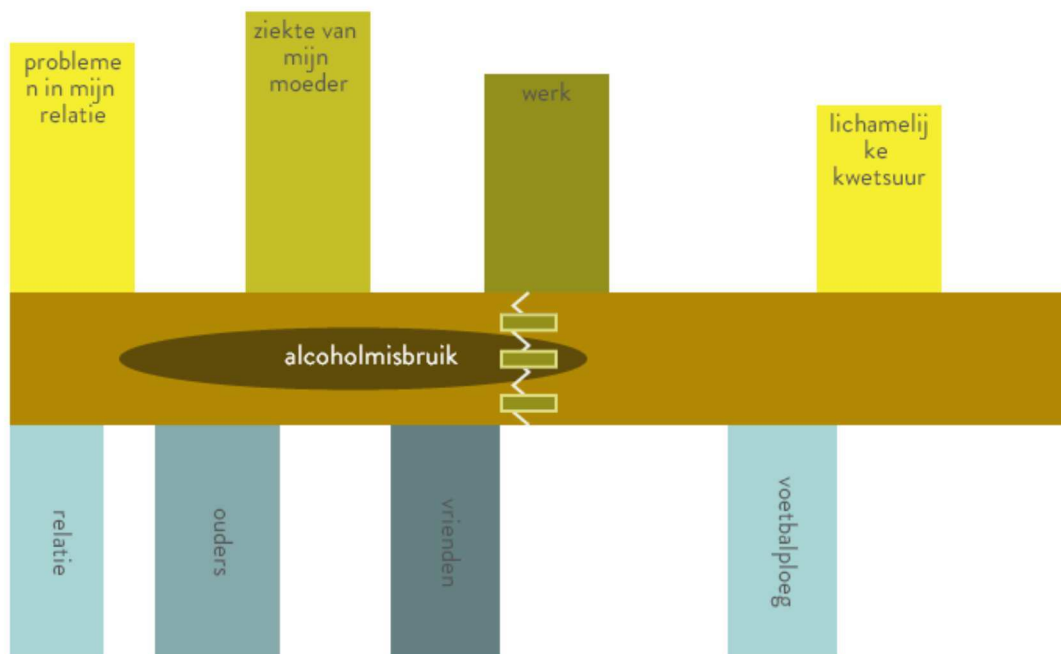 probleme
n in mijn
relatie
ziekte van
mijn
moeder
werk
lichamelij
ke
kwetsuur
alcoholmisbruik
relatie
ouders
vrienden
voetbalploeg